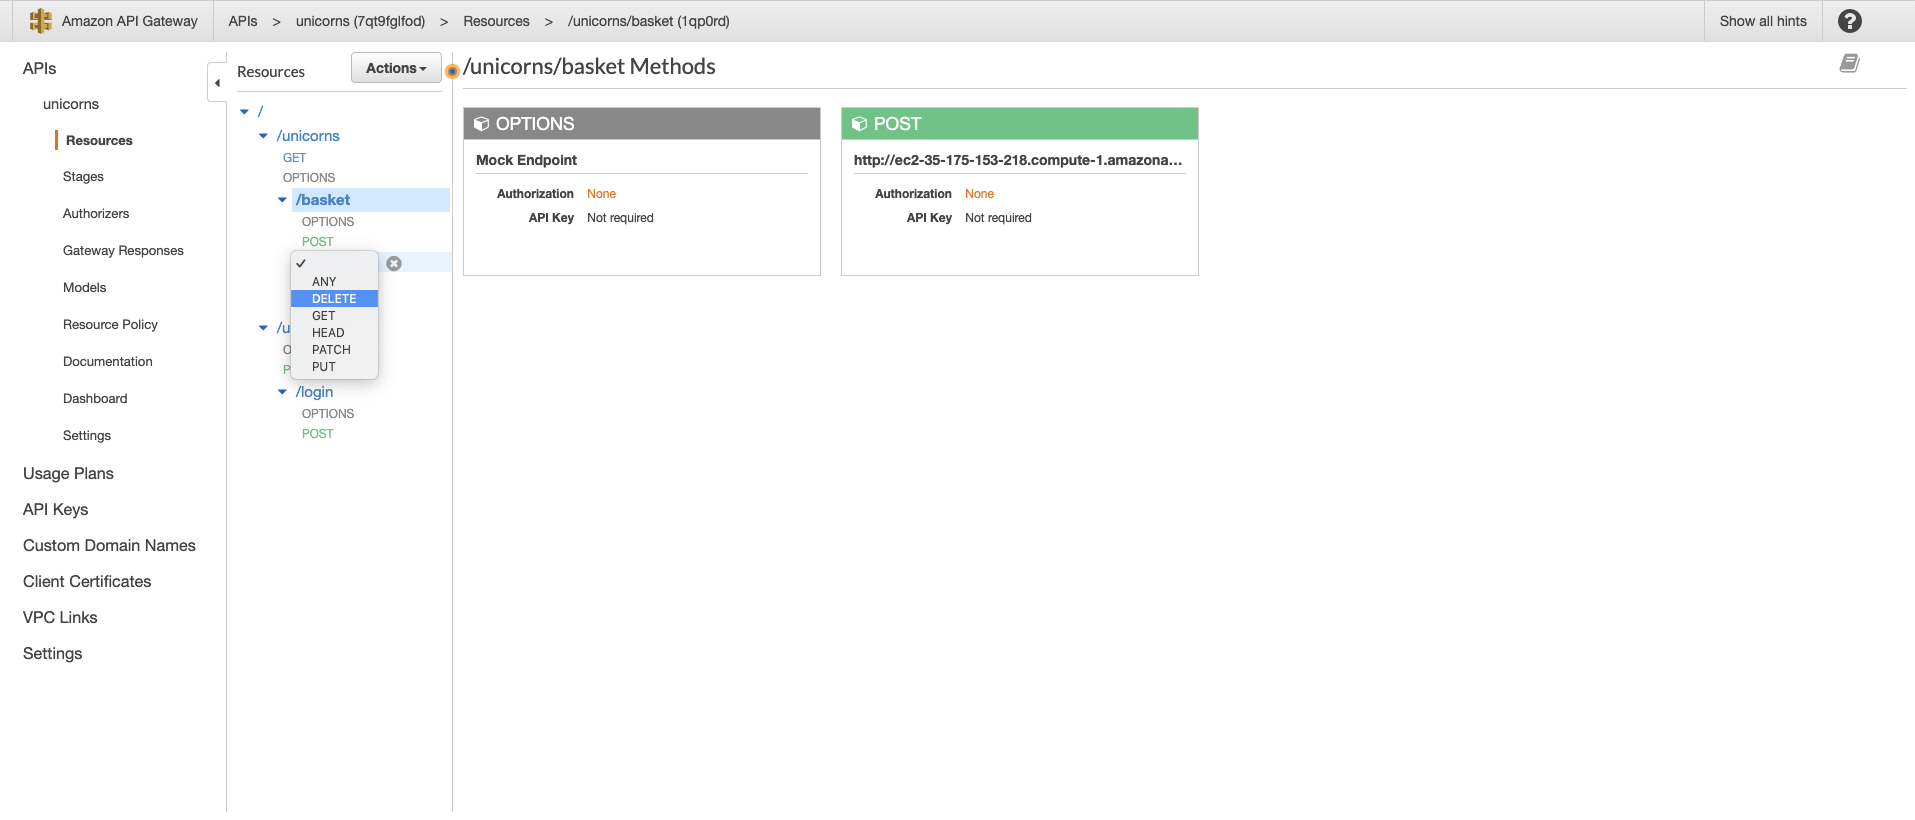 Amazon API Gateway
APIs > unicorns (7qt9fglfod) > Resources > /unicorns/basket (1qp0rd)
Show all hints
?
APIs
unicorns
Resources
Stages
Authorizers
Gateway Responses
Models
Resource Policy
Documentation
Dashboard
Settings
Usage Plans
API Keys
Custom Domain Names
Client Certificates
VPC Links
Settings
Resources
Actions
/
/unicorns
GET
OPTIONS
/basket
OPTIONS
POST
ANY
DELETE
GET
HEAD
PATCH
PUT
/u
O
P
/login
OPTIONS
POST
/unicorns/basket Methods
OPTIONS
Mock Endpoint
Authorization None
API Key Not required
POST
http://ec2-35-175-153-218.compute-1.amazona...
Authorization None
API Key Not required